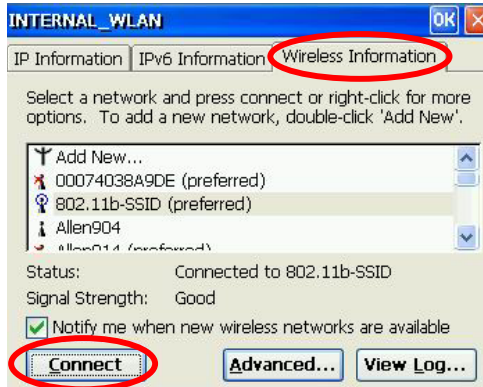 INTERNAL_WLAN OK
IP Information IPv6 Information Wireless Information
Select a network and press connect or right-click for more
options. To add a new network, double-click 'Add New'.
Add New...
00074038A9DE (preferred)
802.11b-SSID (preferred)
Allen904
Allen914 (preferred)
Status: Connected to 802.11b-SSID
Signal Strength: Good
Notify me when new wireless networks are available
Connect Advanced... View Log...